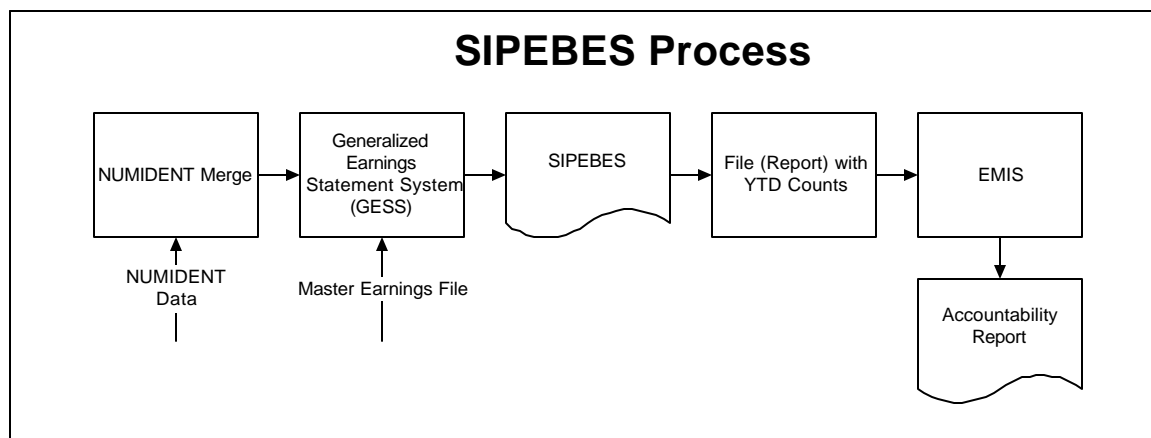 SIPEBES Process
NUMIDENT Merge
Generalized
Earnings
Statement System
(GESS)
SIPEBES
File (Report) with
YTD Counts
EMIS
NUMIDENT
Data
Master Earnings File
Accountability
Report